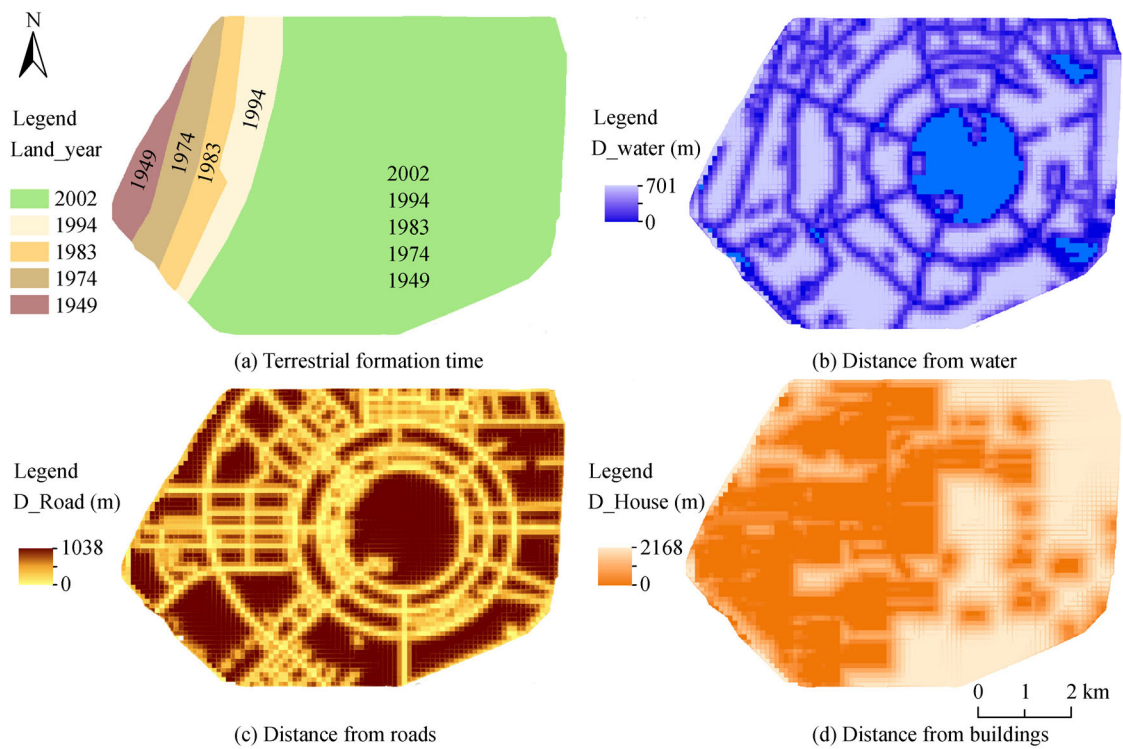 N
Legend
Land_year
2002
1994
1983
1974
1949
1949
1974
1983
1994
2002
1994
1983
1974
1949
(a) Terrestrial formation time
Legend
D_water (m)
701
0
(b) Distance from water
Legend
D_Road (m)
1038
0
(c) Distance from roads
Legend
D_House (m)
2168
0
0 1 2 km
(d) Distance from buildings